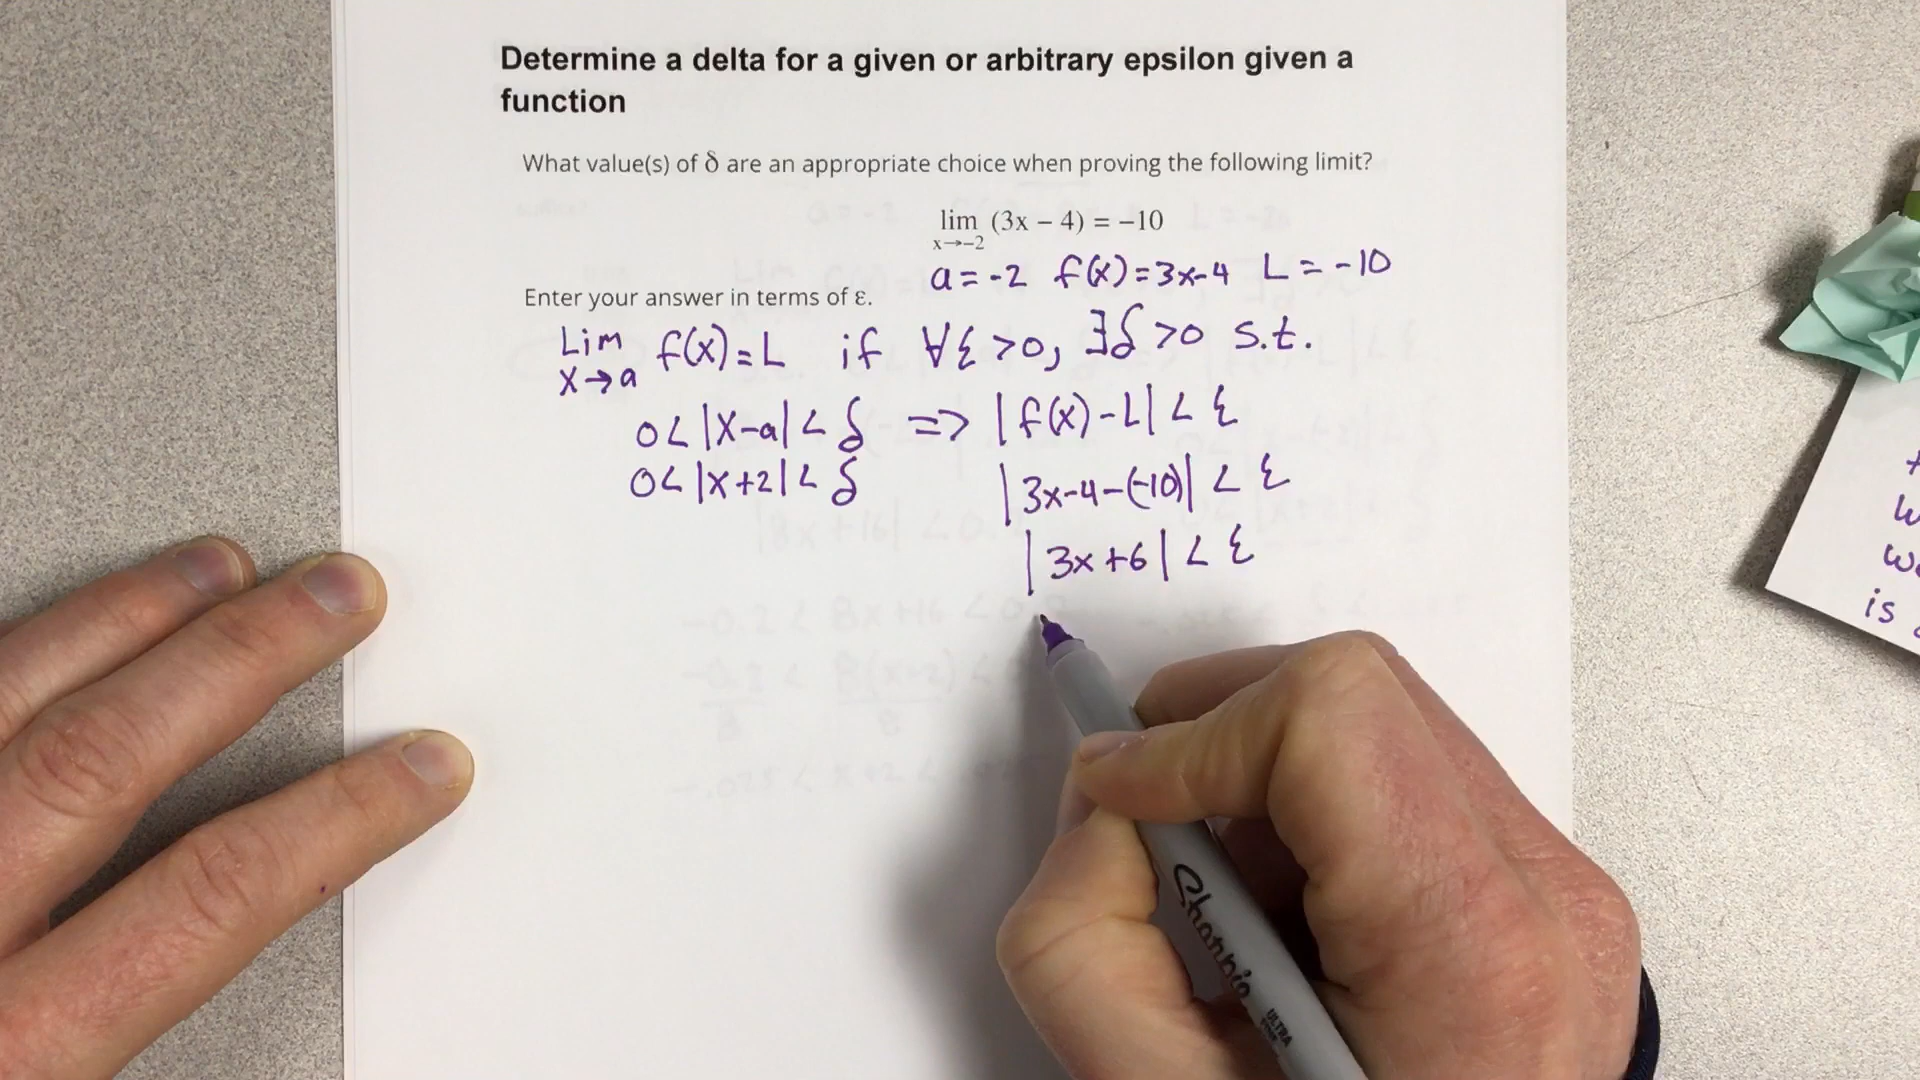 Determine a delta for a given or arbitrary epsilon given a
function
What value(s) of δ are an appropriate choice when proving the following limit?
lim (3x – 4) = –10
x→–2
a = -2 f(x) = 3x-4 L = -10
Enter your answer in terms of ε.
Lim f(x) = L if ∀ε >0, ∃δ >0 s.t.
x→a
0<|x-a|<δ => |f(x)-L| < ε
0<|x+2|<δ |3x-4-(-10)| < ε
|3x+6| < ε
is
Sharpie
ULTRA